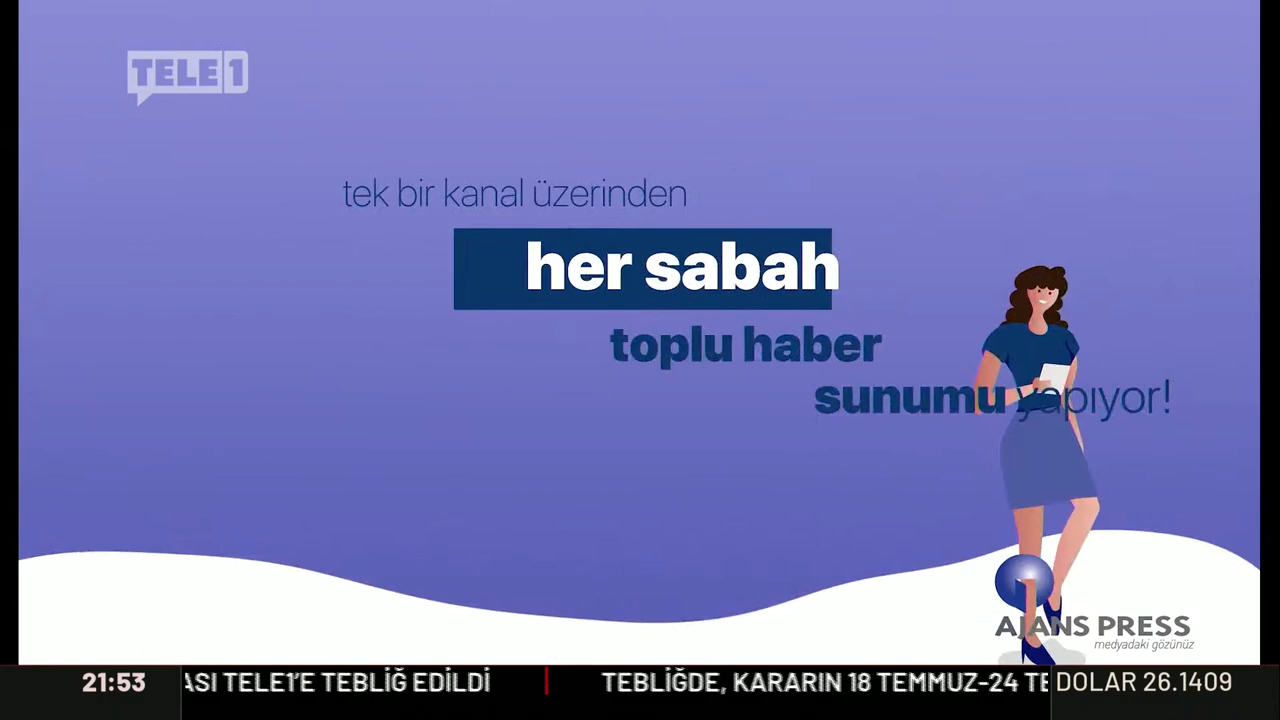 TELE1
tek bir kanal üzerinden
her sabah
toplu haber
sunumu yapıyor!
AJANS PRESS
medyadaki gözünüz
21:53 ASI TELE1'E TEBLİĞ EDİLDİ | TEBLİĞDE, KARARIN 18 TEMMUZ-24 TE DOLAR 26.1409